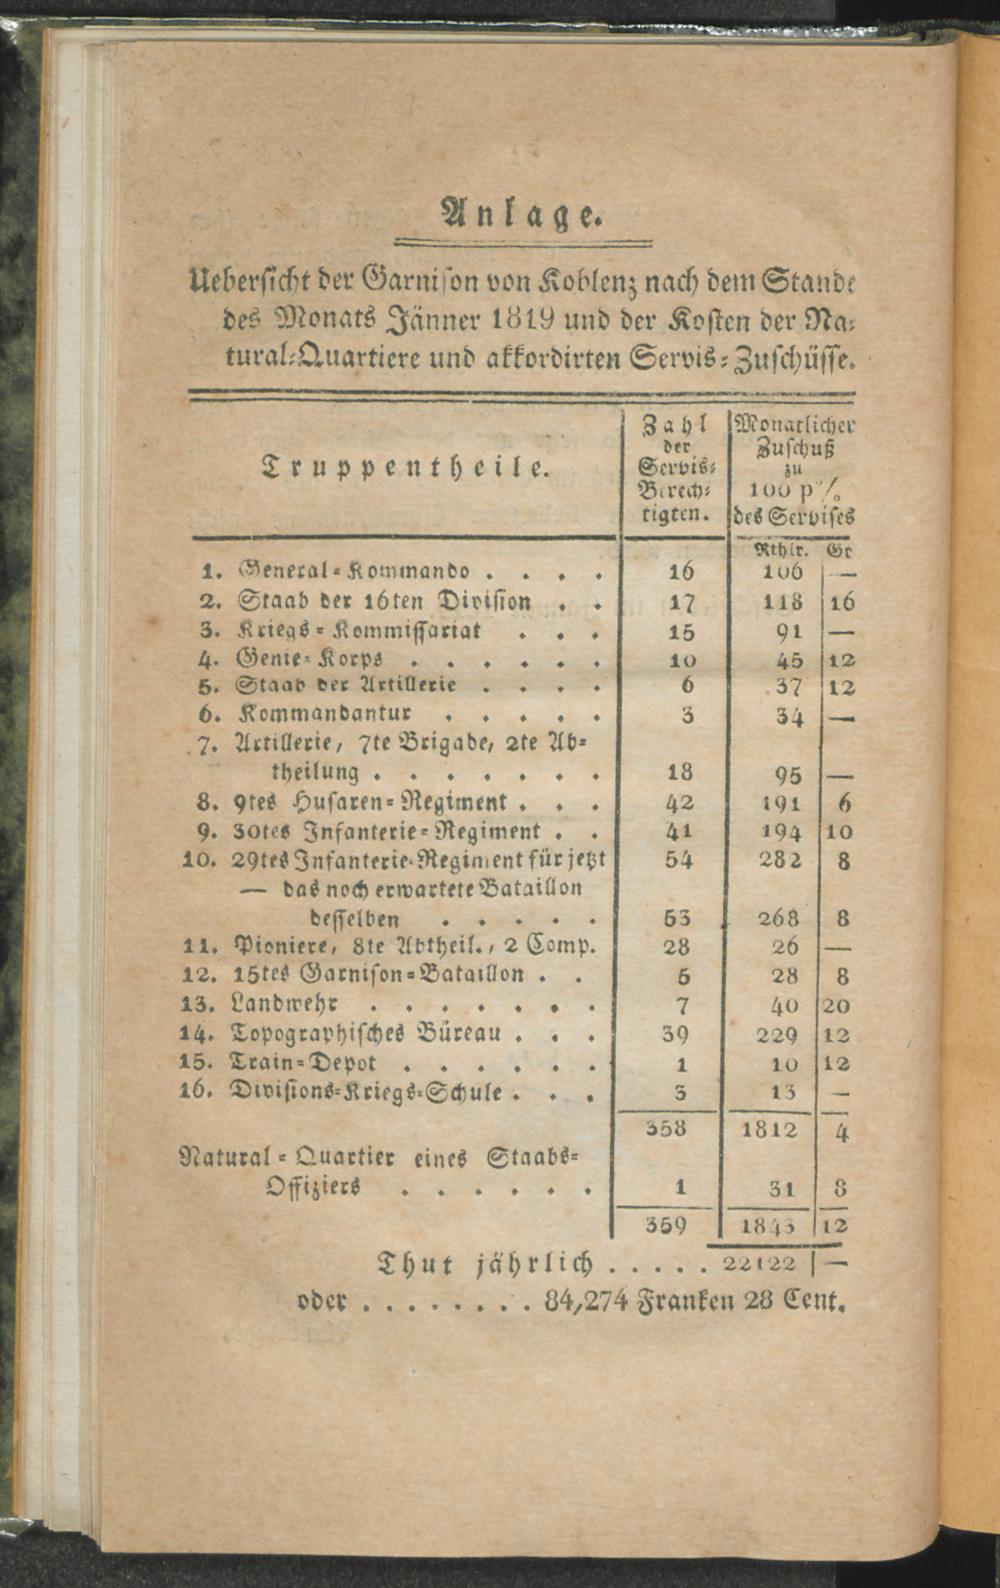 Anlage.
Uebersicht der Garnison von Koblenz nach dem Stande
des Monats Jänner 1819 und der Kosten der Na-
tural-Quartiere und akkordirten Servis-Zuschüsse.
Truppentheile.
Zahl
der
Servis-
Berech-
tigten.
Monatlicher
Zuschuß
zu
100 p%
des Servises
Rthlr. Gr
1. General-Kommando . . . . 16 106 —
2. Staab der 16ten Division . . 17 118 16
3. Kriegs-Kommissariat . . . 15 91 —
4. Genie-Korps . . . . . . 10 45 12
5. Staab der Artillerie . . . . 6 37 12
6. Kommandantur . . . . . 3 34 —
7. Artillerie, 7te Brigade, 2te Ab-
theilung . . . . . . . 18 95 —
8. 9tes Husaren-Regiment . . . 42 191 6
9. 30tes Infanterie-Regiment . . 41 194 10
10. 29tes Infanterie-Regiment für jetzt 54 282 8
— das noch erwartete Bataillon
desselben . . . . . 53 268 8
11. Pioniere, 8te Abtheil., 2 Comp. 28 26 —
12. 15tes Garnison-Bataillon . . 5 28 8
13. Landwehr . . . . . . . 7 40 20
14. Topographisches Büreau . . . 39 229 12
15. Train-Depot . . . . . . 1 10 12
16. Divisions-Kriegs-Schule . . . 3 13 —
358 1812 4
Natural-Quartier eines Staabs-
Offiziers . . . . . . 1 31 8
359 1843 12
Thut jährlich . . . . . 22122 —
oder . . . . . . . . 84,274 Franken 28 Cent.